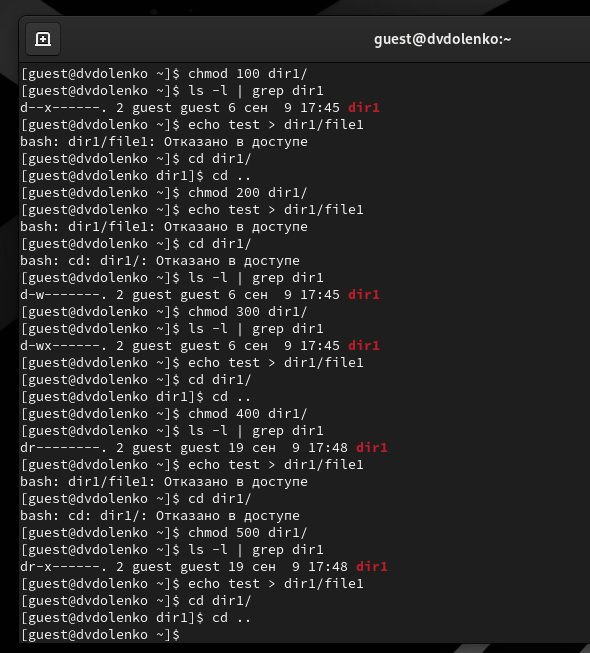 guest@dvdolenko:~
[guest@dvdolenko ~]$ chmod 100 dir1/
[guest@dvdolenko ~]$ ls -l | grep dir1
d--x------. 2 guest guest 6 сен  9 17:45 dir1
[guest@dvdolenko ~]$ echo test > dir1/file1
bash: dir1/file1: Отказано в доступе
[guest@dvdolenko ~]$ cd dir1/
[guest@dvdolenko dir1]$ cd ..
[guest@dvdolenko ~]$ chmod 200 dir1/
[guest@dvdolenko ~]$ echo test > dir1/file1
bash: dir1/file1: Отказано в доступе
[guest@dvdolenko ~]$ cd dir1/
bash: cd: dir1/: Отказано в доступе
[guest@dvdolenko ~]$ ls -l | grep dir1
d-w-------. 2 guest guest 6 сен  9 17:45 dir1
[guest@dvdolenko ~]$ chmod 300 dir1/
[guest@dvdolenko ~]$ ls -l | grep dir1
d-wx------. 2 guest guest 6 сен  9 17:45 dir1
[guest@dvdolenko ~]$ echo test > dir1/file1
[guest@dvdolenko ~]$ cd dir1/
[guest@dvdolenko dir1]$ cd ..
[guest@dvdolenko ~]$ chmod 400 dir1/
[guest@dvdolenko ~]$ ls -l | grep dir1
dr--------. 2 guest guest 19 сен  9 17:48 dir1
[guest@dvdolenko ~]$ echo test > dir1/file1
bash: dir1/file1: Отказано в доступе
[guest@dvdolenko ~]$ cd dir1/
bash: cd: dir1/: Отказано в доступе
[guest@dvdolenko ~]$ chmod 500 dir1/
[guest@dvdolenko ~]$ ls -l | grep dir1
dr-x------. 2 guest guest 19 сен  9 17:48 dir1
[guest@dvdolenko ~]$ echo test > dir1/file1
[guest@dvdolenko ~]$ cd dir1/
[guest@dvdolenko dir1]$ cd ..
[guest@dvdolenko ~]$